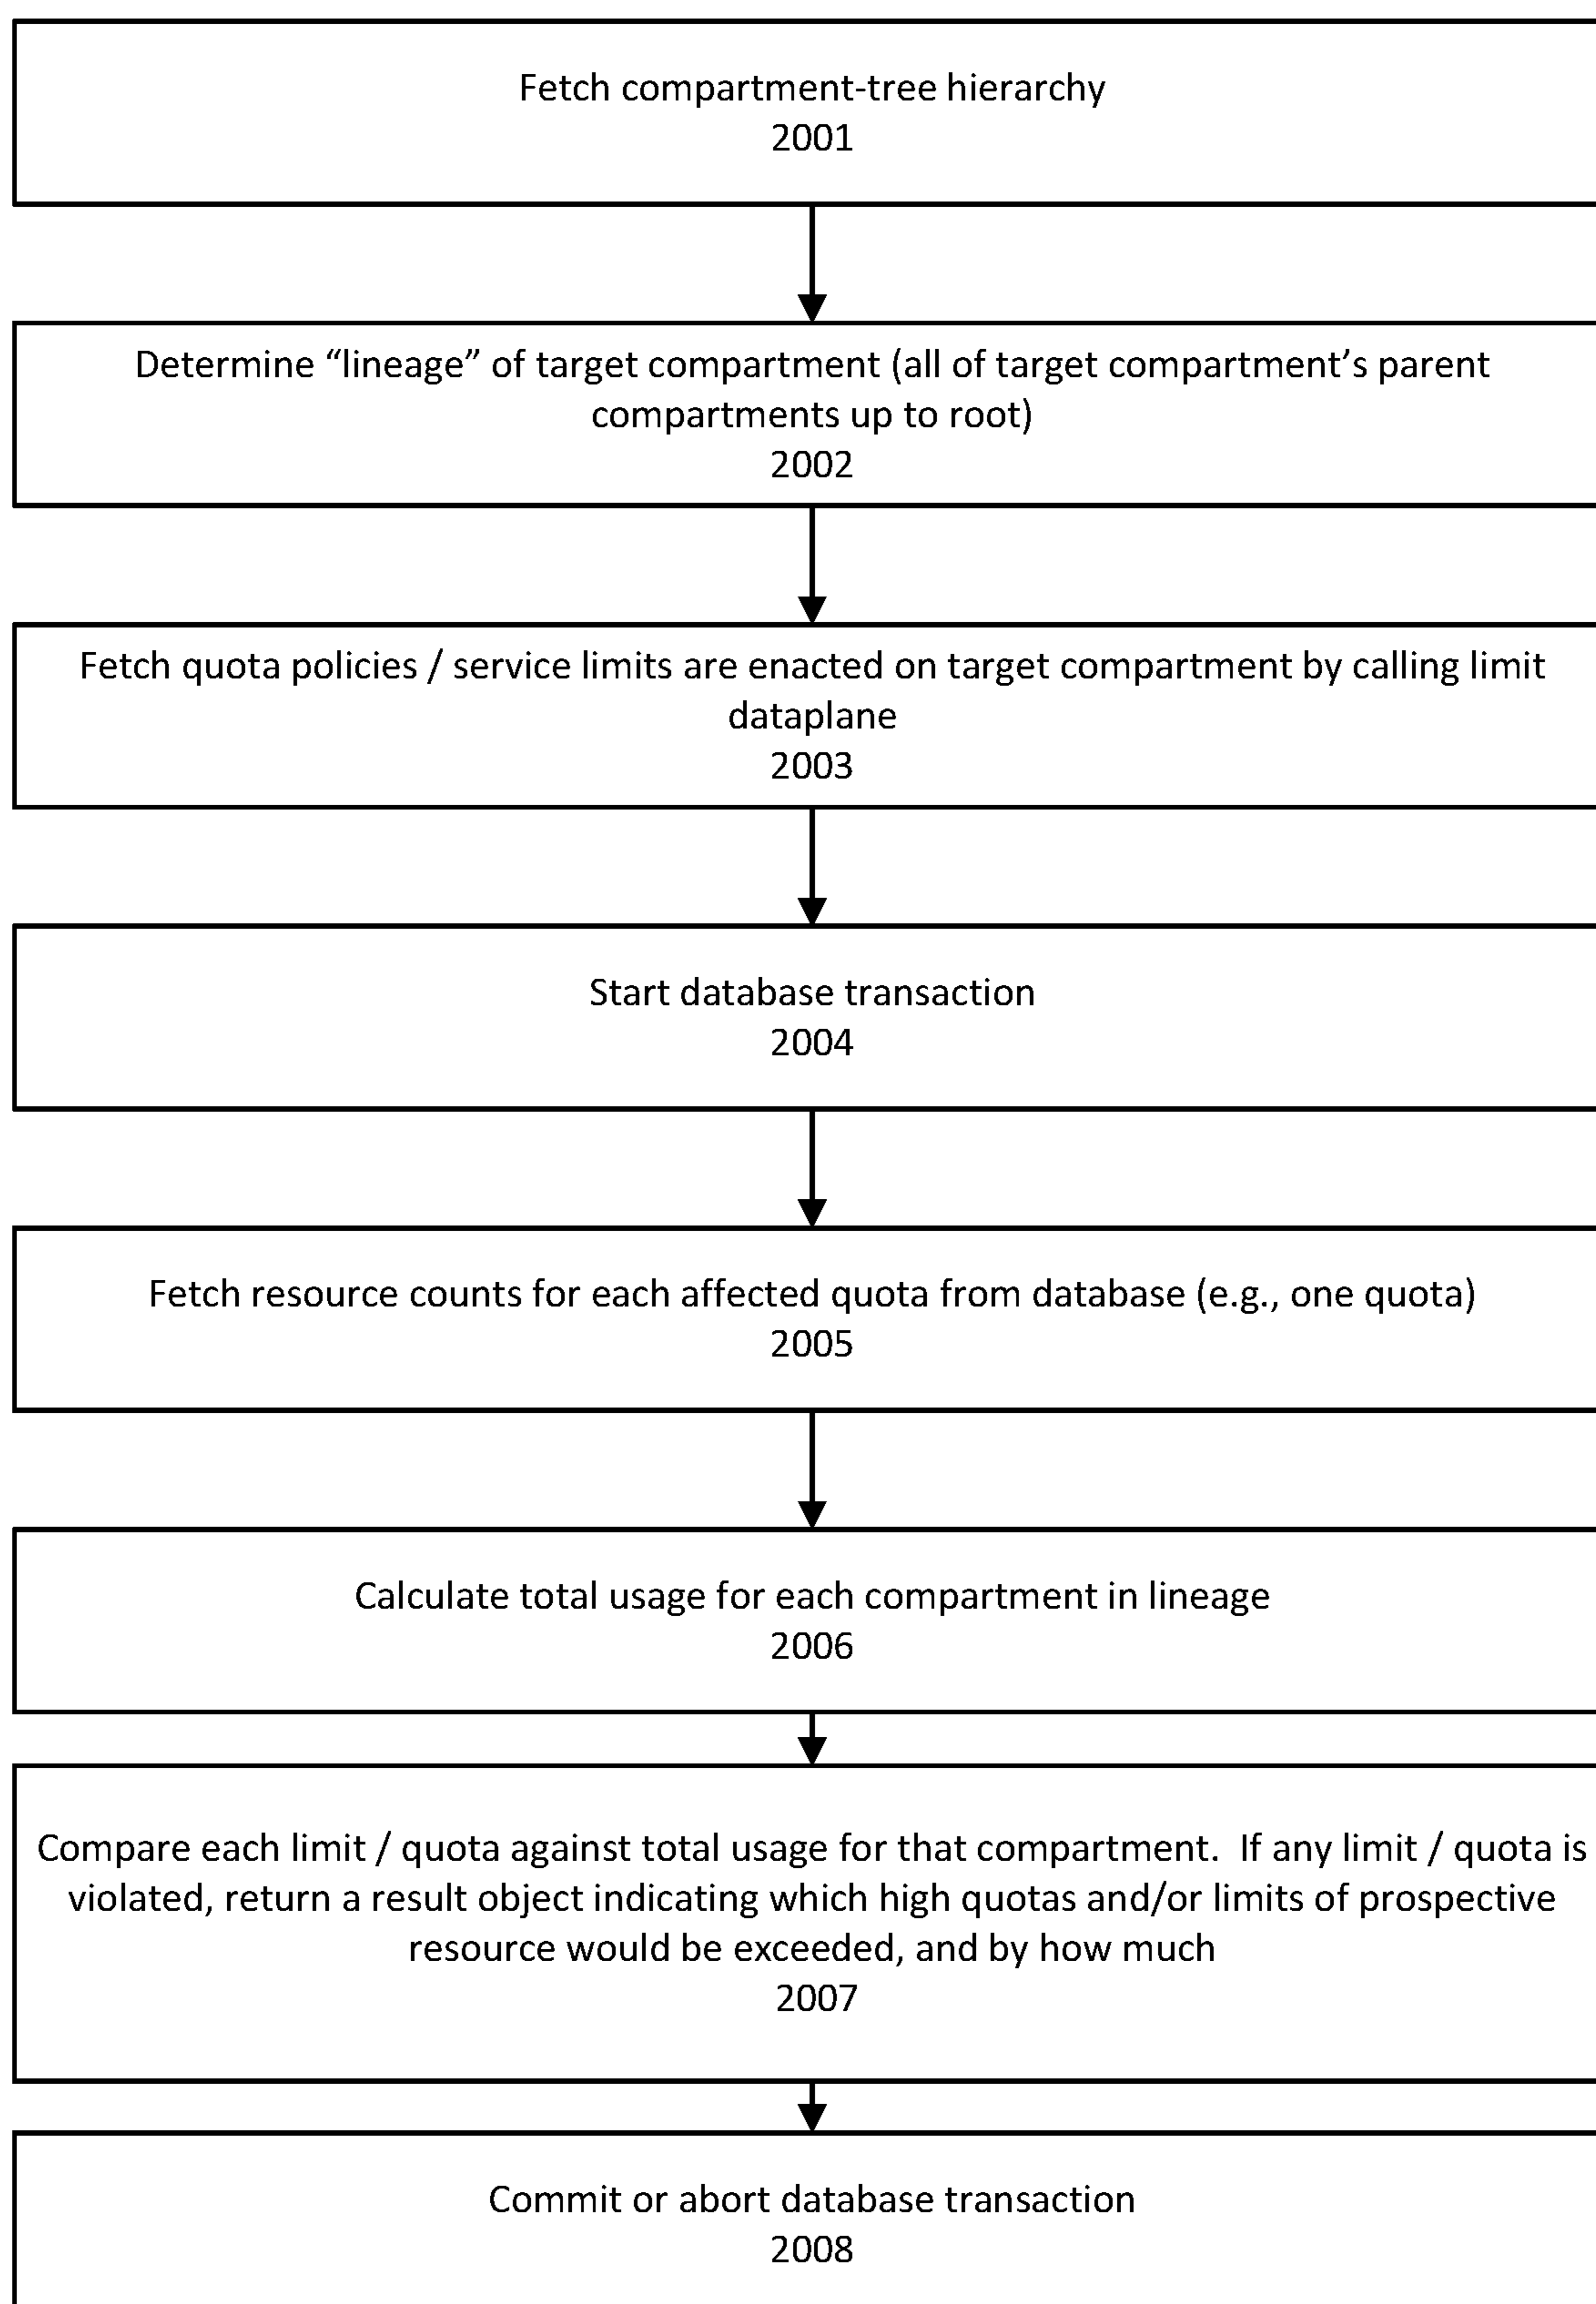 Fetch compartment-tree hierarchy
2001
Determine “lineage” of target compartment (all of target compartment’s parent
compartments up to root)
2002
Fetch quota policies / service limits are enacted on target compartment by calling limit
dataplane
2003
Start database transaction
2004
Fetch resource counts for each affected quota from database (e.g., one quota)
2005
Calculate total usage for each compartment in lineage
2006
Compare each limit / quota against total usage for that compartment.  If any limit / quota is
violated, return a result object indicating which high quotas and/or limits of prospective
resource would be exceeded, and by how much
2007
Commit or abort database transaction
2008